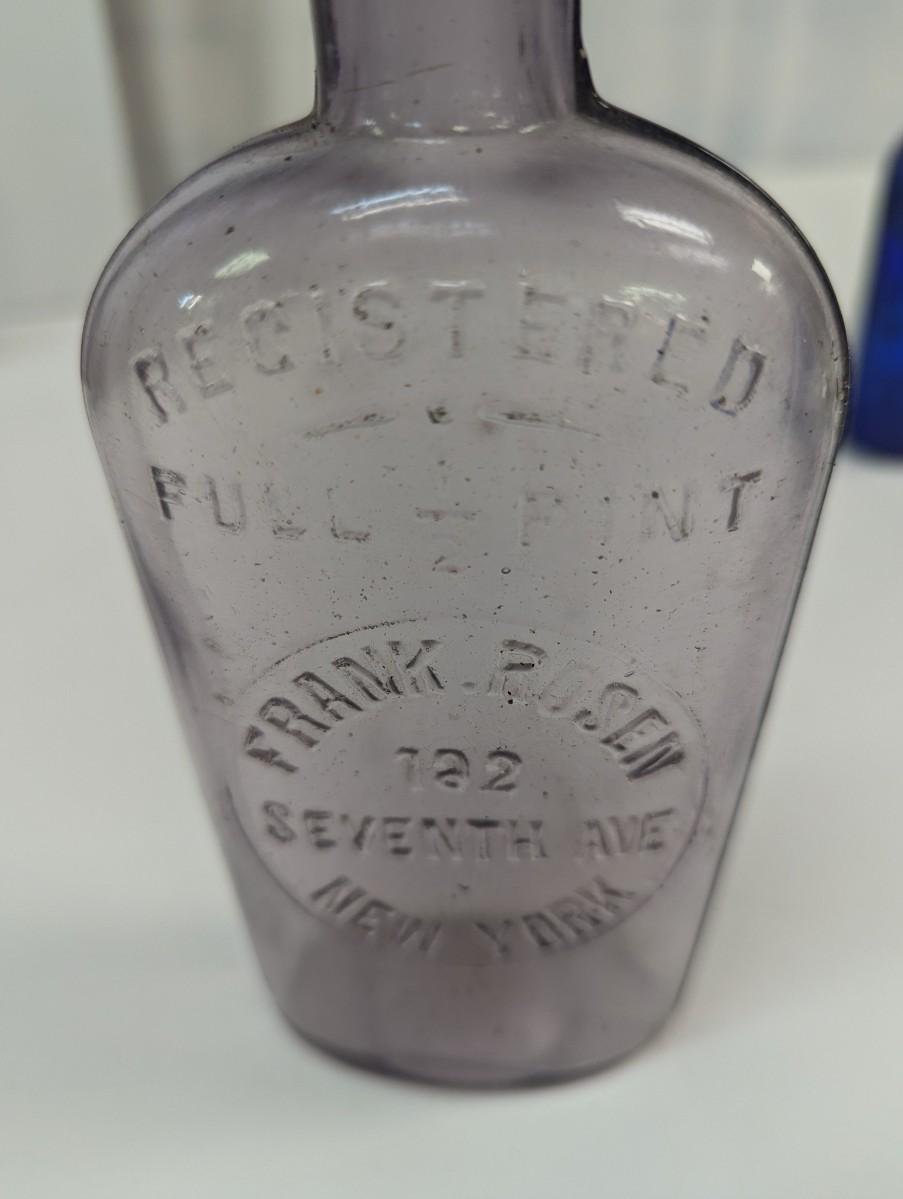 REGISTERED
FULL ½ PINT
FRANK ROSEN
192
SEVENTH AVE
NEW YORK